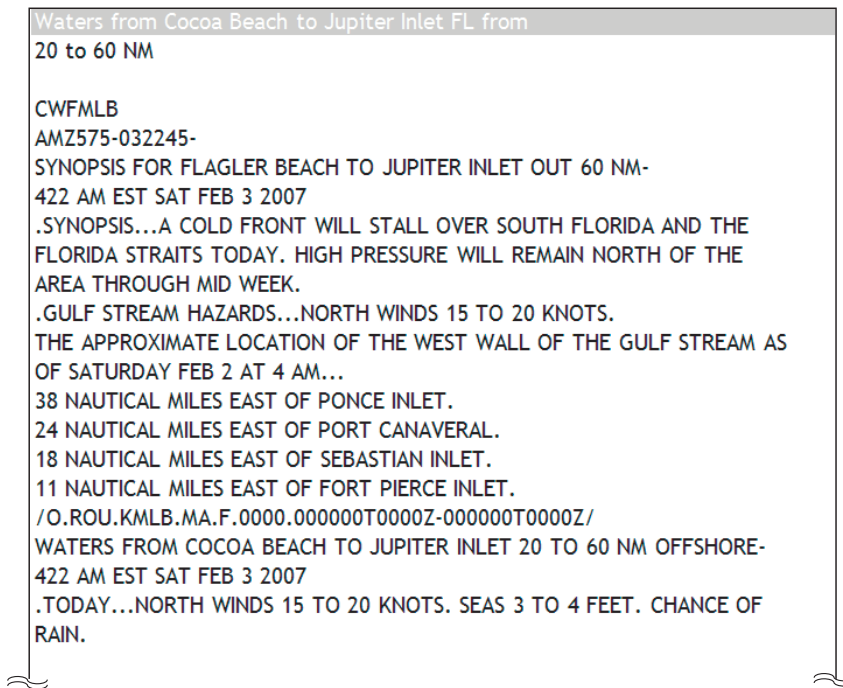 Waters from Cocoa Beach to Jupiter Inlet FL from
20 to 60 NM
CWFMLB
AMZ575-032245-
SYNOPSIS FOR FLAGLER BEACH TO JUPITER INLET OUT 60 NM-
422 AM EST SAT FEB 3 2007
.SYNOPSIS...A COLD FRONT WILL STALL OVER SOUTH FLORIDA AND THE
FLORIDA STRAITS TODAY. HIGH PRESSURE WILL REMAIN NORTH OF THE
AREA THROUGH MID WEEK.
.GULF STREAM HAZARDS...NORTH WINDS 15 TO 20 KNOTS.
THE APPROXIMATE LOCATION OF THE WEST WALL OF THE GULF STREAM AS
OF SATURDAY FEB 2 AT 4 AM...
38 NAUTICAL MILES EAST OF PONCE INLET.
24 NAUTICAL MILES EAST OF PORT CANAVERAL.
18 NAUTICAL MILES EAST OF SEBASTIAN INLET.
11 NAUTICAL MILES EAST OF FORT PIERCE INLET.
/O.ROU.KMLB.MA.F.0000.000000T0000Z-000000T0000Z/
WATERS FROM COCOA BEACH TO JUPITER INLET 20 TO 60 NM OFFSHORE-
422 AM EST SAT FEB 3 2007
.TODAY...NORTH WINDS 15 TO 20 KNOTS. SEAS 3 TO 4 FEET. CHANCE OF
RAIN.